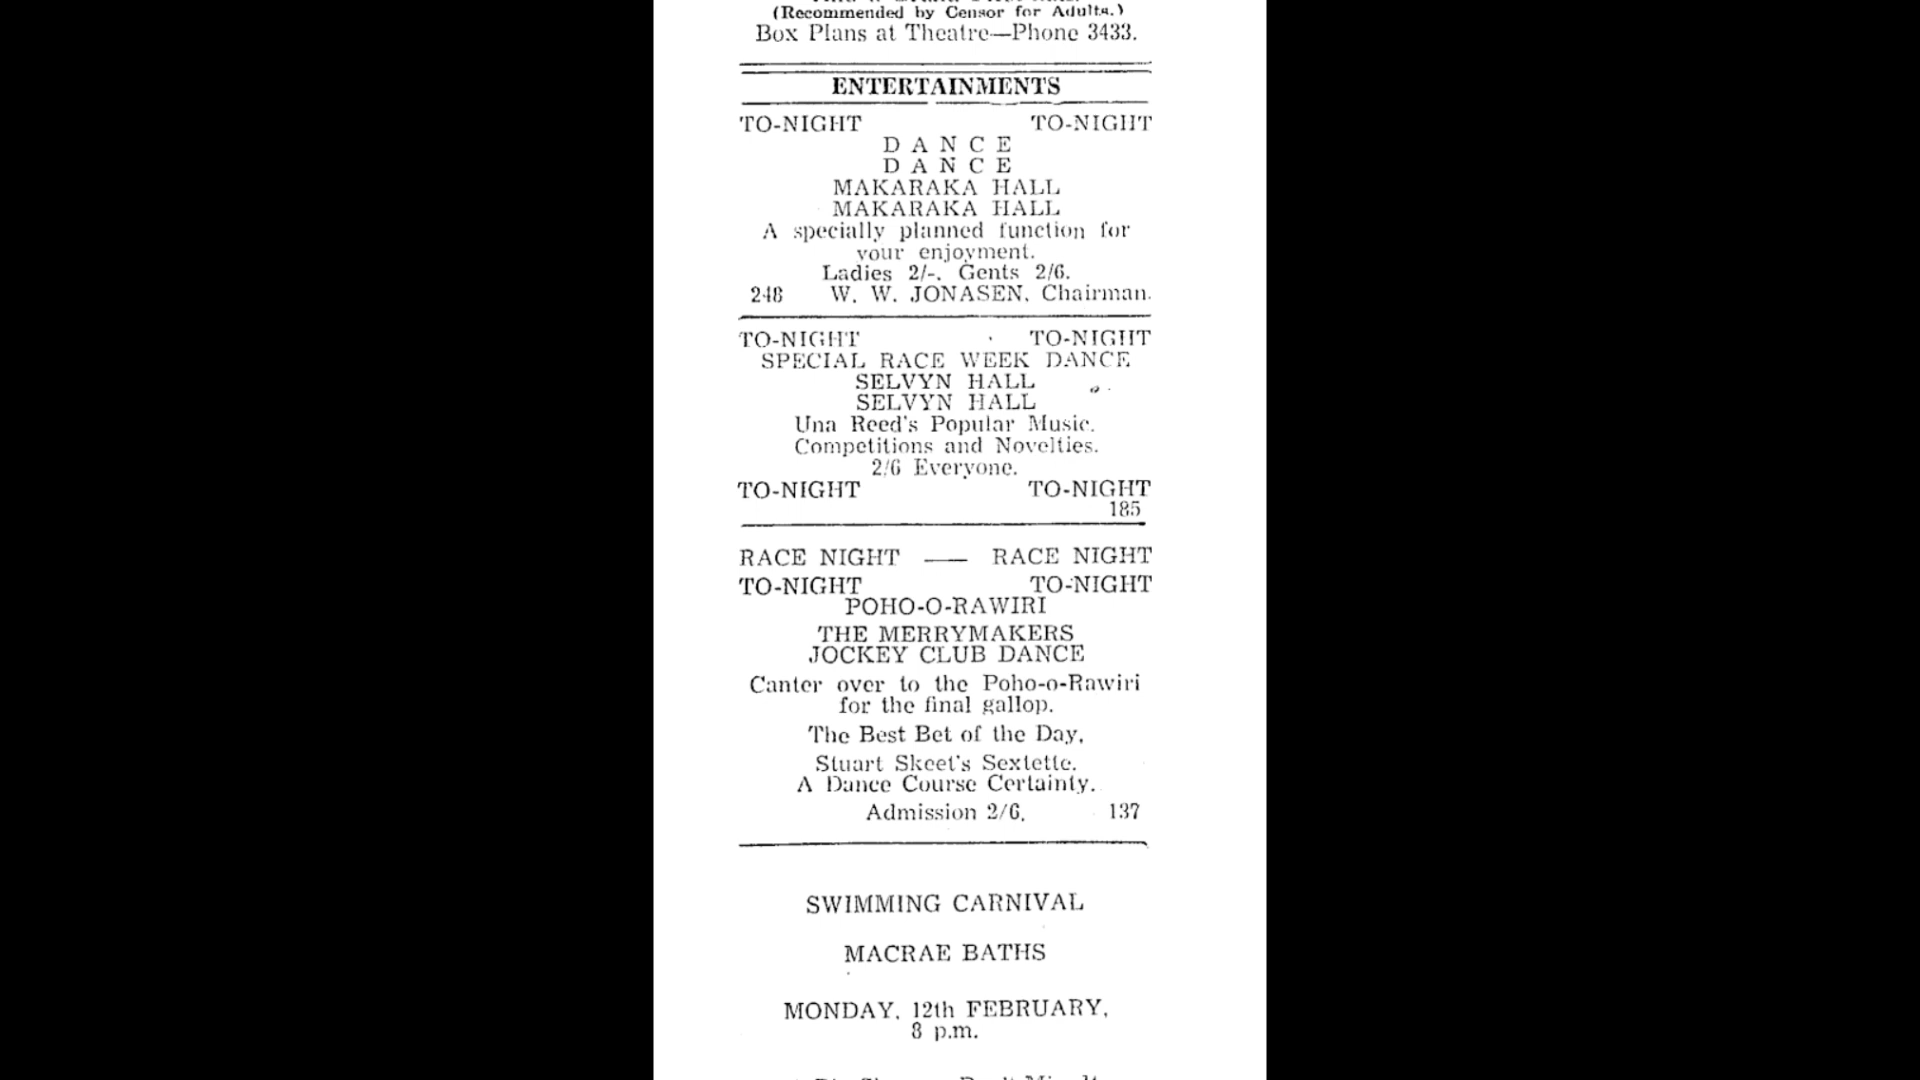 (Recommended by Censor for Adults.)
Box Plans at Theatre—Phone 3433.
ENTERTAINMENTS
TO-NIGHT TO-NIGHT
D A N C E
D A N C E
MAKARAKA HALL
MAKARAKA HALL
A specially planned function for
your enjoyment.
Ladies 2/-. Gents 2/6.
248 W. W. JONASEN, Chairman.
TO-NIGHT TO-NIGHT
SPECIAL RACE WEEK DANCE
SELVYN HALL
SELVYN HALL
Una Reed's Popular Music.
Competitions and Novelties.
2/6 Everyone.
TO-NIGHT TO-NIGHT
185
RACE NIGHT —— RACE NIGHT
TO-NIGHT TO-NIGHT
POHO-O-RAWIRI
THE MERRYMAKERS
JOCKEY CLUB DANCE
Canter over to the Poho-o-Rawiri
for the final gallop.
The Best Bet of the Day,
Stuart Skeet's Sextette.
A Dance Course Certainty.
Admission 2/6. 137
SWIMMING CARNIVAL
MACRAE BATHS
MONDAY, 12th FEBRUARY,
8 p.m.